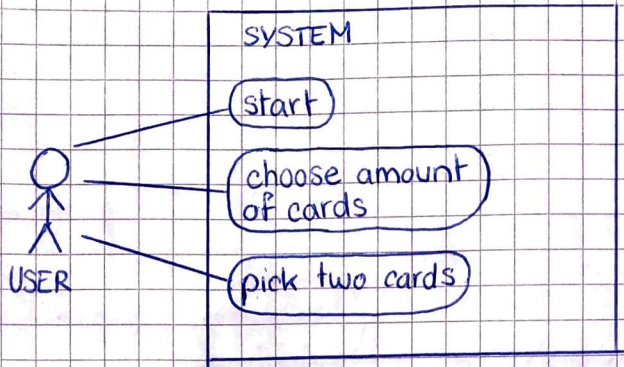 SYSTEM
start
choose amount
of cards
pick two cards
USER